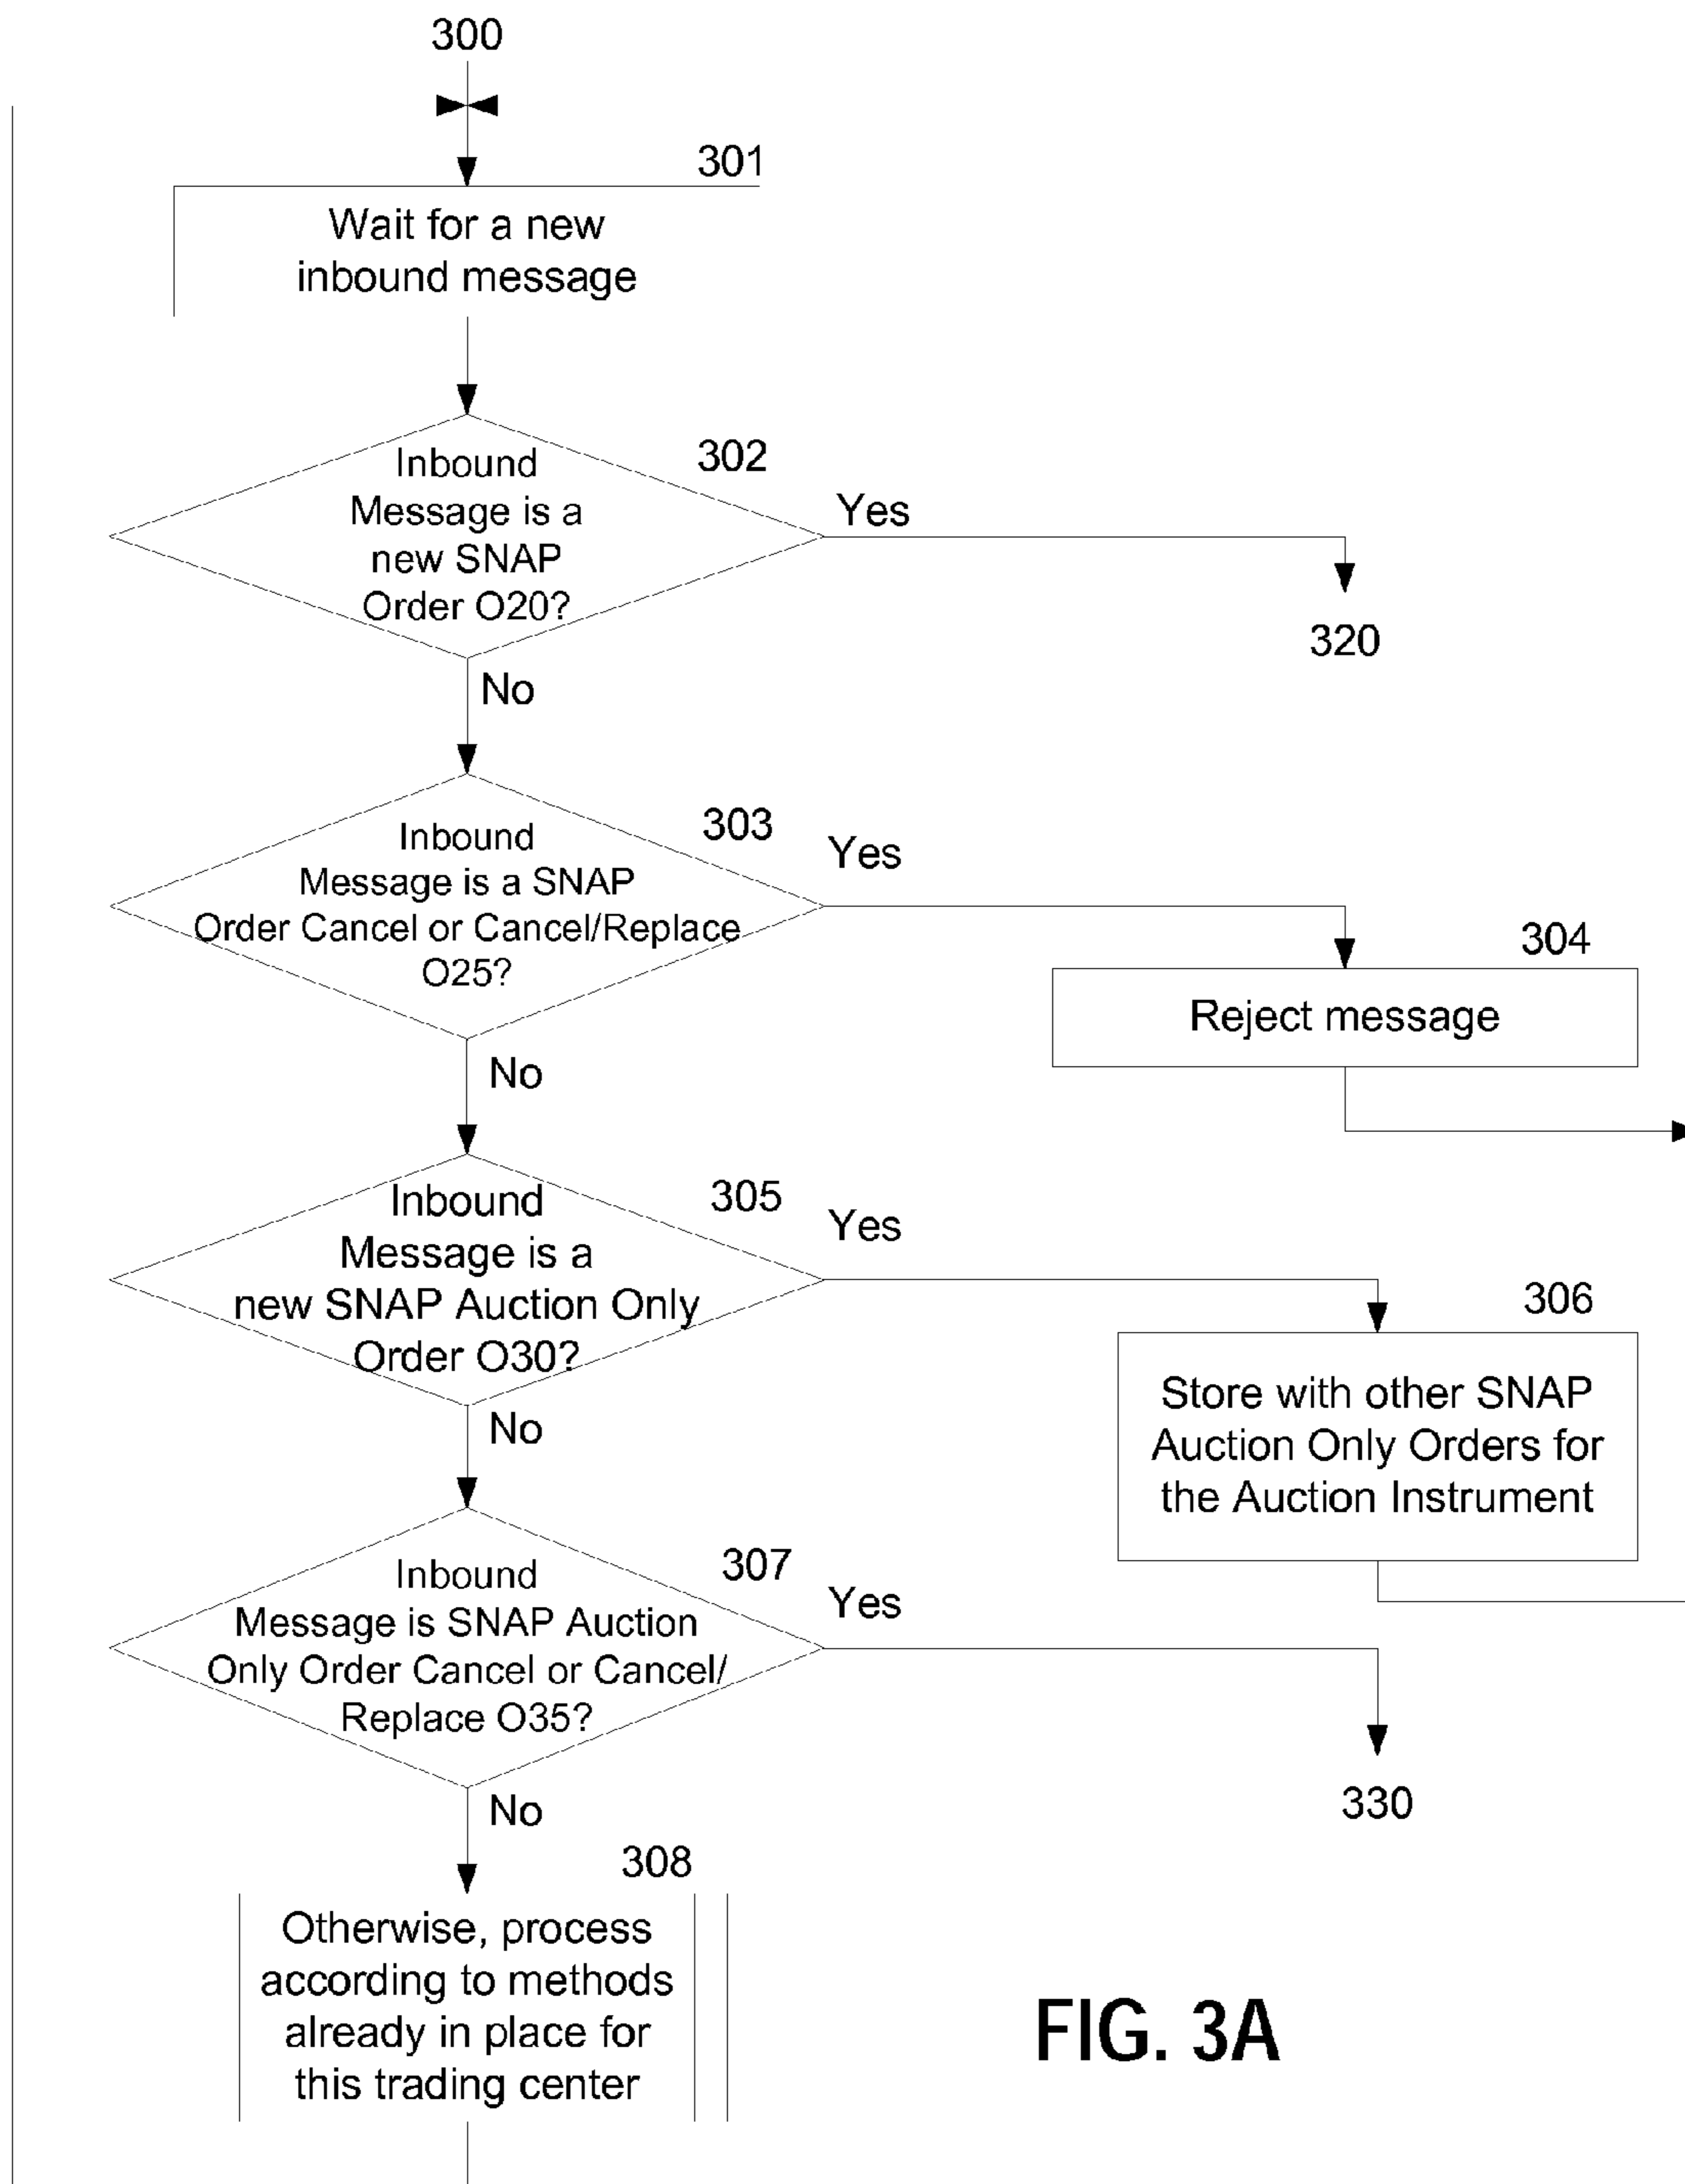 300
301
Wait for a new
inbound message
302
Inbound
Message is a
new SNAP
Order O20?
Yes
320
No
303
Inbound
Message is a SNAP
Order Cancel or Cancel/Replace
O25?
Yes
304
Reject message
No
305
Inbound
Message is a
new SNAP Auction Only
Order O30?
Yes
306
Store with other SNAP
Auction Only Orders for
the Auction Instrument
No
307
Inbound
Message is SNAP Auction
Only Order Cancel or Cancel/
Replace O35?
Yes
330
No
308
Otherwise, process
according to methods
already in place for
this trading center
FIG. 3A